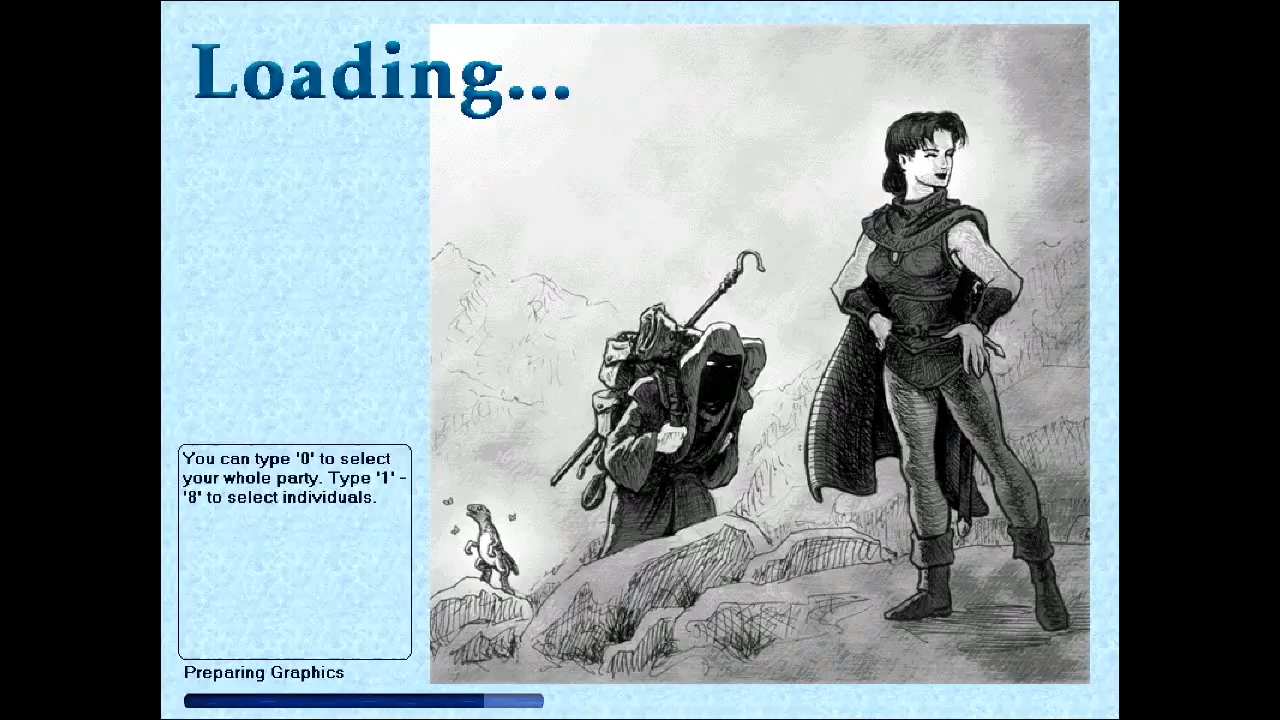 Loading...
You can type '0' to select
your whole party. Type '1' -
'8' to select individuals.
Preparing Graphics